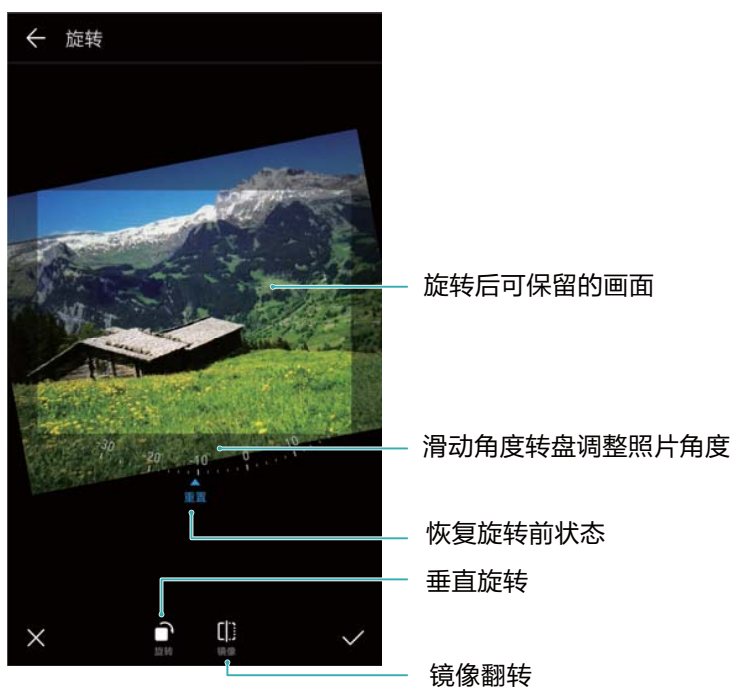 旋转
旋转后可保留的画面
-30 -20 -10 0 10
滑动角度转盘调整照片角度
重置
恢复旋转前状态
垂直旋转
旋转 镜像
镜像翻转